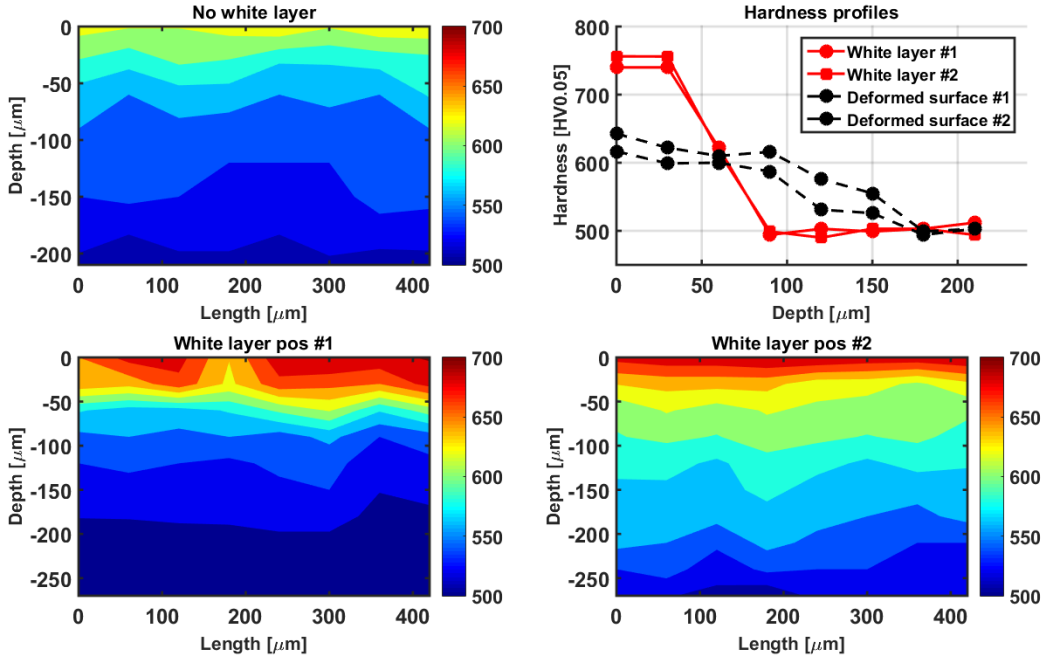 No white layer
0
-50
-100
-150
-200
Depth [μm]
0 100 200 300 400
Length [μm]
700
650
600
550
500
Hardness profiles
800
700
600
500
Hardness [HV0.05]
0 50 100 150 200
Depth [μm]
White layer #1
White layer #2
Deformed surface #1
Deformed surface #2
White layer pos #1
0
-50
-100
-150
-200
-250
Depth [μm]
0 100 200 300 400
Length [μm]
700
650
600
550
500
White layer pos #2
0
-50
-100
-150
-200
-250
Depth [μm]
0 100 200 300 400
Length [μm]
700
650
600
550
500